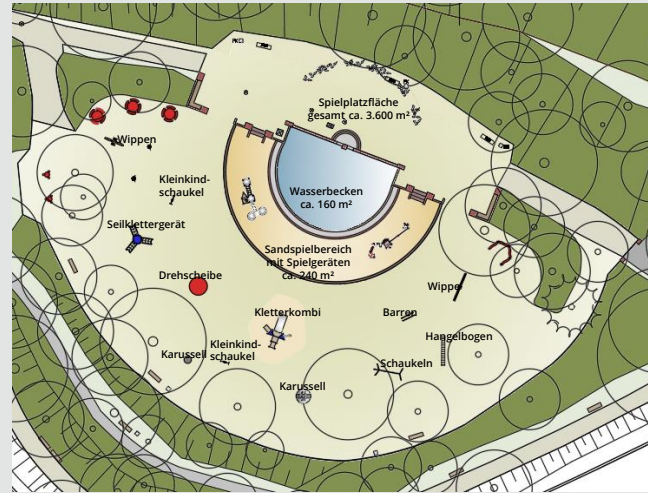 Spielplatzfläche
gesamt ca. 3.600 m²
Wippen
Kleinkind-
schaukel
Wasserbecken
ca. 160 m²
Seilklettergerät
Sandspielbereich
mit Spielgeräten
ca. 240 m²
Drehscheibe
Wippe
Kletterkombi
Barren
Hangelbogen
Kleinkind-
schaukel
Karussell
Schaukeln
Karussell